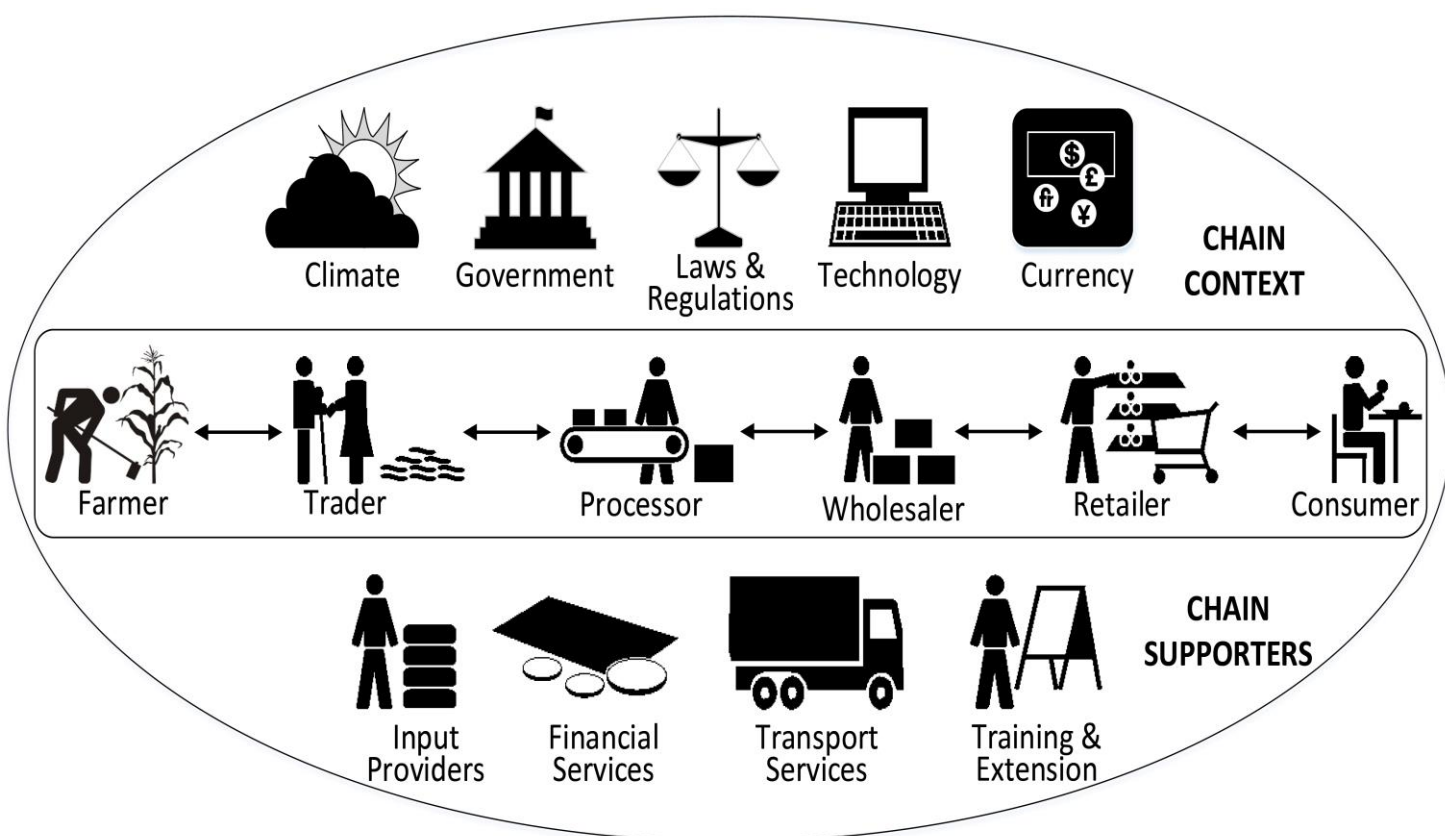 $
£
fr
¥
Climate
Government
Laws &
Regulations
Technology
Currency
CHAIN
CONTEXT
Farmer
Trader
Processor
Wholesaler
Retailer
Consumer
Input
Providers
Financial
Services
Transport
Services
Training &
Extension
CHAIN
SUPPORTERS